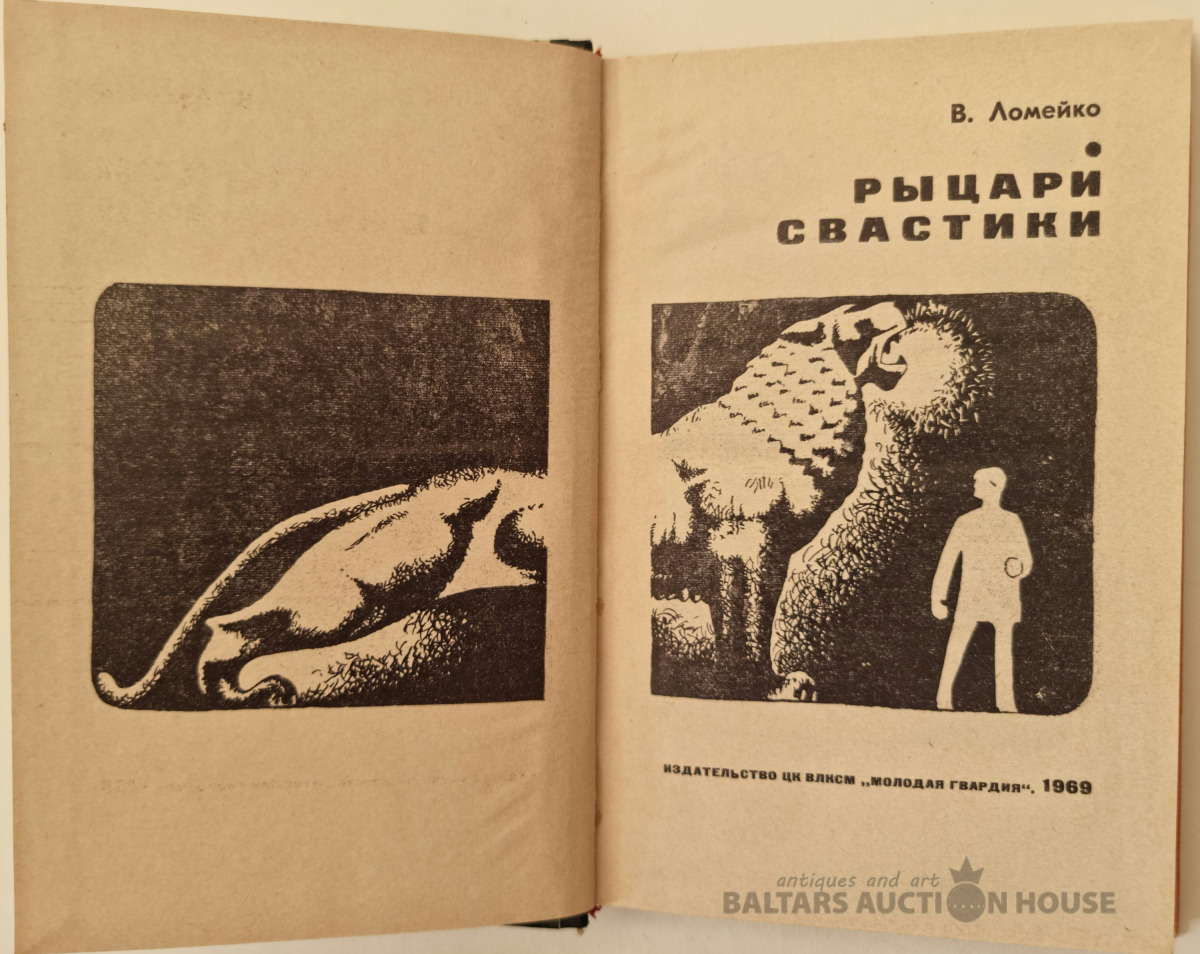 В. Ломейко
РЫЦАРИ
СВАСТИКИ
ИЗДАТЕЛЬСТВО ЦК ВЛКСМ „МОЛОДАЯ ГВАРДИЯ“. 1969
antiques and art
BALTARS AUCTION HOUSE